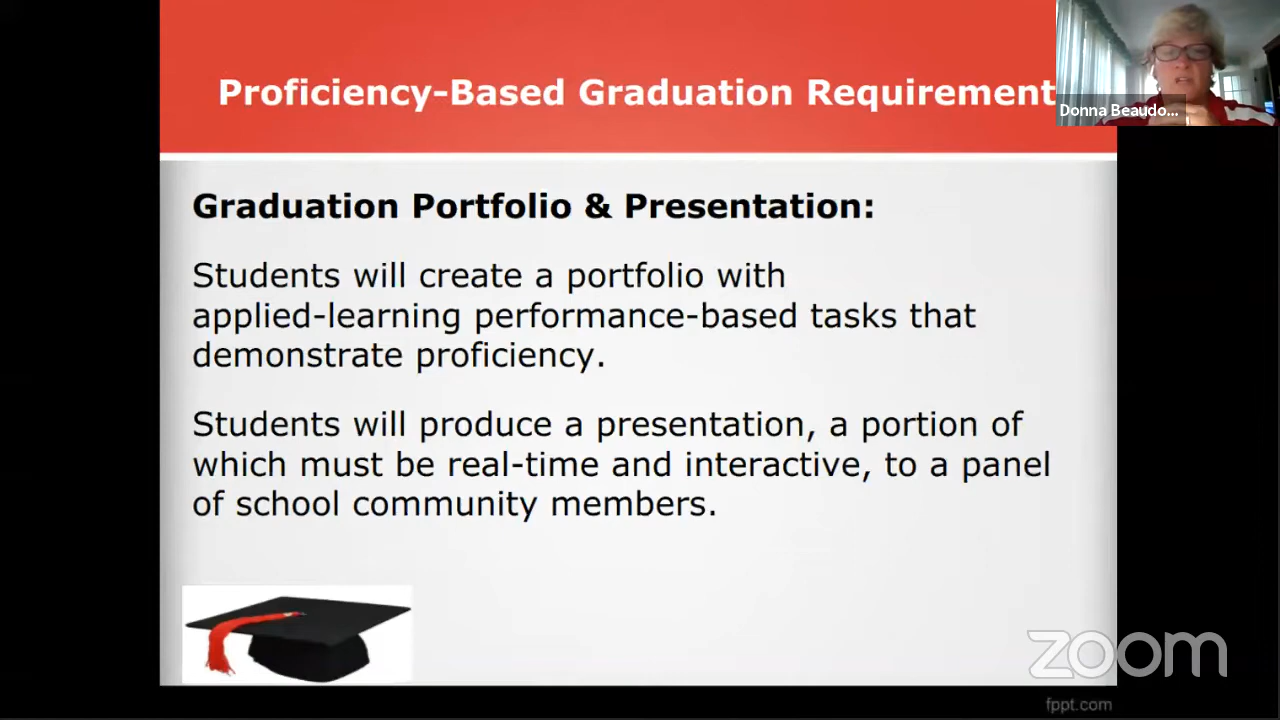 Proficiency-Based Graduation Requirement
Donna Beaudo...
Graduation Portfolio & Presentation:
Students will create a portfolio with
applied-learning performance-based tasks that
demonstrate proficiency.
Students will produce a presentation, a portion of
which must be real-time and interactive, to a panel
of school community members.
zoom
fppt.com